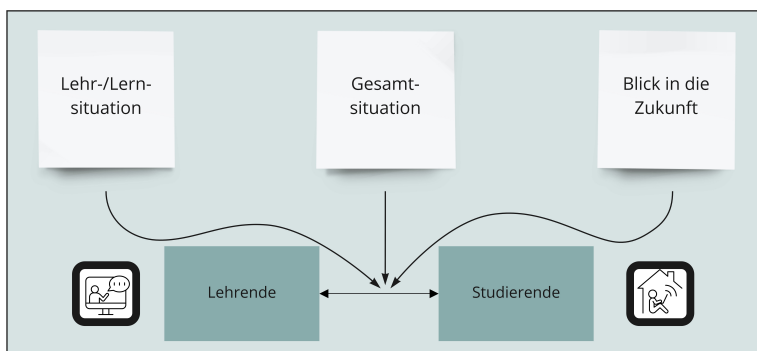 Lehr-/Lern-
situation
Gesamt-
situation
Blick in die
Zukunft
Lehrende
Studierende